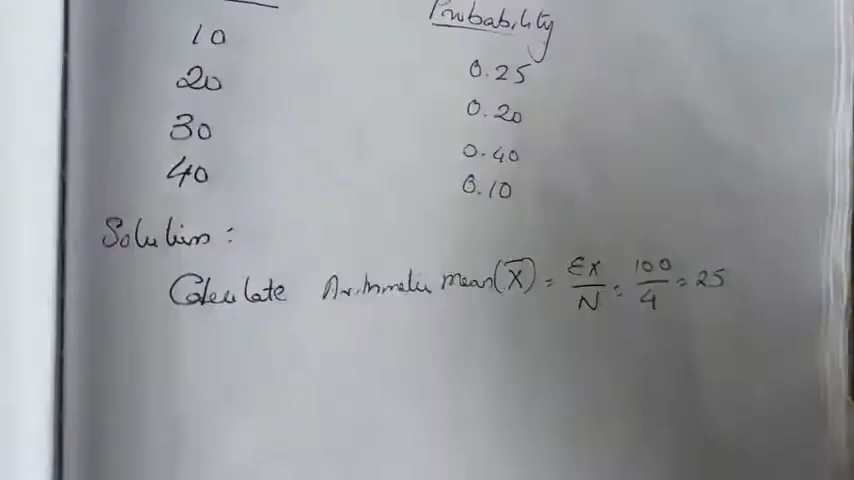 Probability
10
0.25
20
0.20
30
0.40
40
0.10
Solution:
Calculate Arithmetic mean(X̅) = ΣX/N = 100/4 = 25